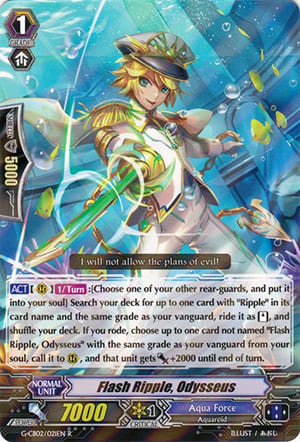 1
GRADE
5000
I will not allow the plans of evil!
ACT [ ] 1/Turn :[Choose one of your other rear-guards, and put it
into your soul] Search your deck for up to one card with "Ripple" in its
card name and the same grade as your vanguard, ride it as [ ], and
shuffle your deck. If you rode, choose up to one card not named "Flash
Ripple, Odysseus" with the same grade as your vanguard from your
soul, call it to , and that unit gets +2000 until end of turn.
NORMAL
UNIT
Flash Ripple, Odysseus
POWER
7000
1
CRITICAL
Aqua Force
Aquaroid
G-CB02/021EN R
ILLUST /